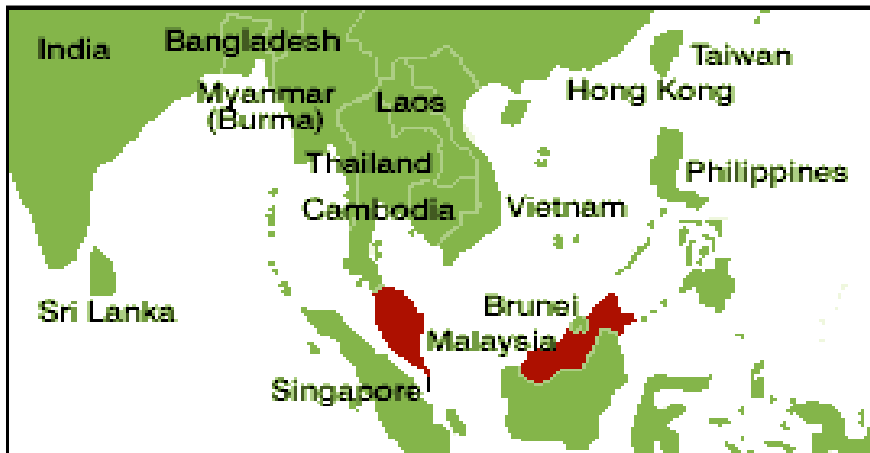 India
Bangladesh
Taiwan
Myanmar
(Burma)
Laos
Hong Kong
Thailand
Philippines
Cambodia
Vietnam
Sri Lanka
Brunei
Malaysia
Singapore